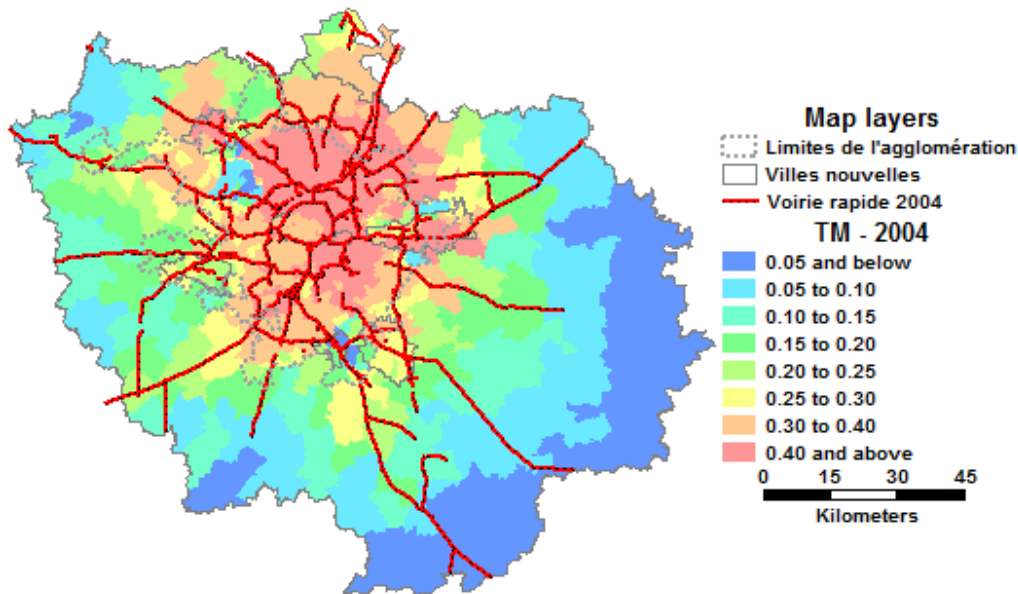 Map layers
Limites de l'agglomération
Villes nouvelles
Voirie rapide 2004
TM - 2004
0.05 and below
0.05 to 0.10
0.10 to 0.15
0.15 to 0.20
0.20 to 0.25
0.25 to 0.30
0.30 to 0.40
0.40 and above
0 15 30 45
Kilometers